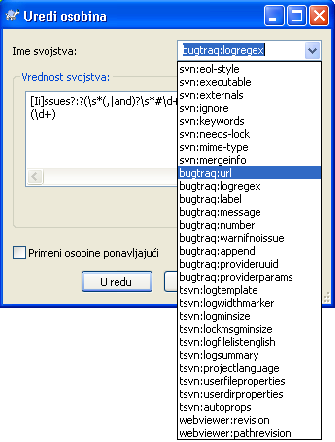 Uredi osobina
Ime svojstva:
bugtraq:logregex
Vrednost svcjstva:
[Ii]ssues?:?(\s*(,|and)?\s*#\d+
(\d+)
Primeni osobine ponavljajući
U redu
svn:eol-style
svn:executable
svn:externals
svn:ignore
svn:keywords
svn:needs-lock
svn:mime-type
svn:mergeinfo
bugtraq:url
bugtraq:logregex
bugtraq:label
bugtraq:message
bugtraq:number
bugtraq:warnifnoissue
bugtraq:append
bugtraq:provideruuid
bugtraq:providerparams
tsvn:logtemplate
tsvn:logwidthmarker
tsvn:logminsize
tsvn:lockmsgminsize
tsvn:logfilelistenglish
tsvn:logsummary
tsvn:projectlanguage
tsvn:userfileproperties
tsvn:userdirproperties
tsvn:autoprops
webviewer:revision
webviewer:pathrevision